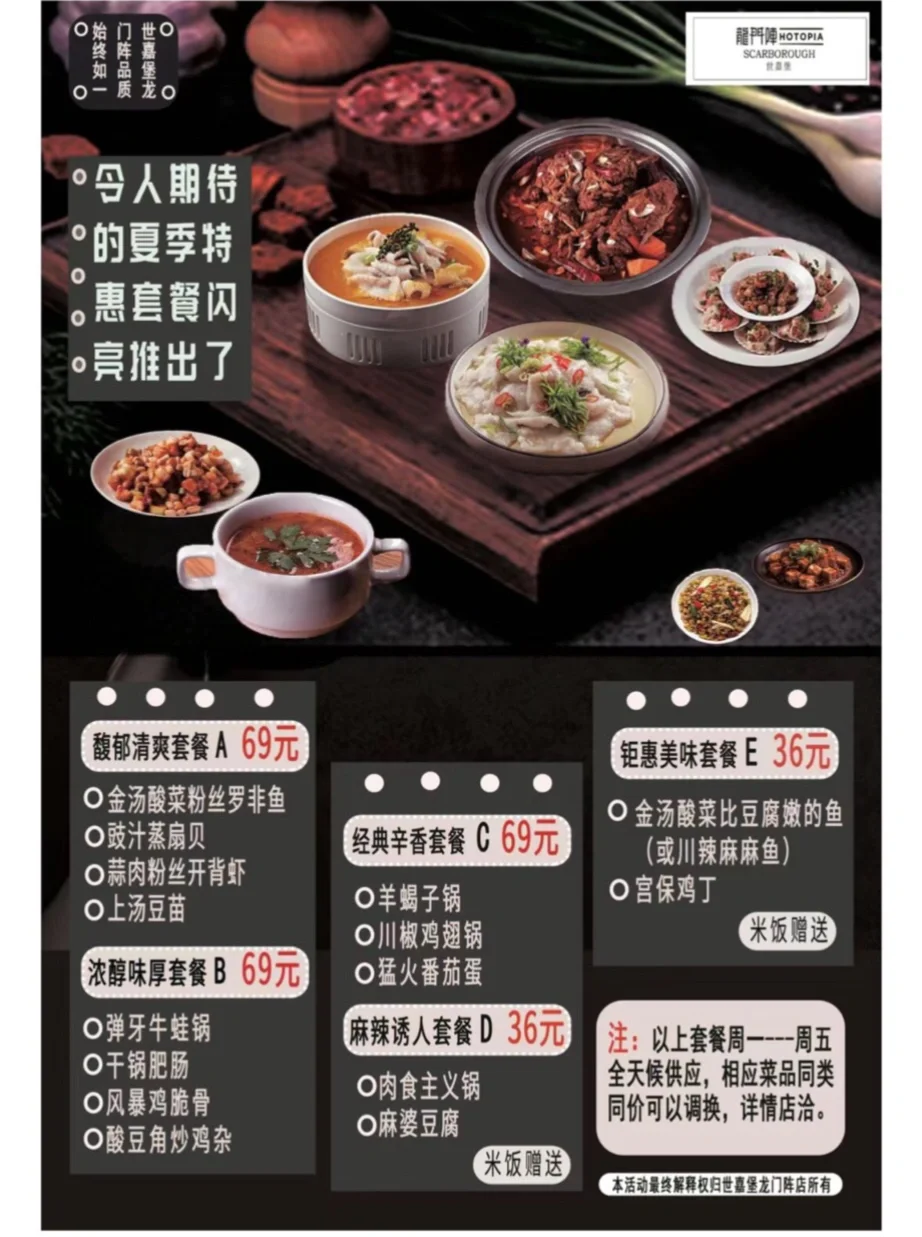 世嘉堡龙
门阵品质
始终如一
龍門陣HOTOPIA
SCARBOROUGH
世嘉堡
令人期待
的夏季特
惠套餐闪
亮推出了
馥郁清爽套餐 A 69元
金汤酸菜粉丝罗非鱼
豉汁蒸扇贝
蒜肉粉丝开背虾
上汤豆苗
浓醇味厚套餐 B 69元
弹牙牛蛙锅
干锅肥肠
风暴鸡脆骨
酸豆角炒鸡杂
经典辛香套餐 C 69元
羊蝎子锅
川椒鸡翅锅
猛火番茄蛋
麻辣诱人套餐 D 36元
肉食主义锅
麻婆豆腐
米饭赠送
钜惠美味套餐 E 36元
金汤酸菜比豆腐嫩的鱼
（或川辣麻麻鱼）
宫保鸡丁
米饭赠送
注：以上套餐周一---周五
全天候供应，相应菜品同类
同价可以调换，详情店洽。
本活动最终解释权归世嘉堡龙门阵店所有